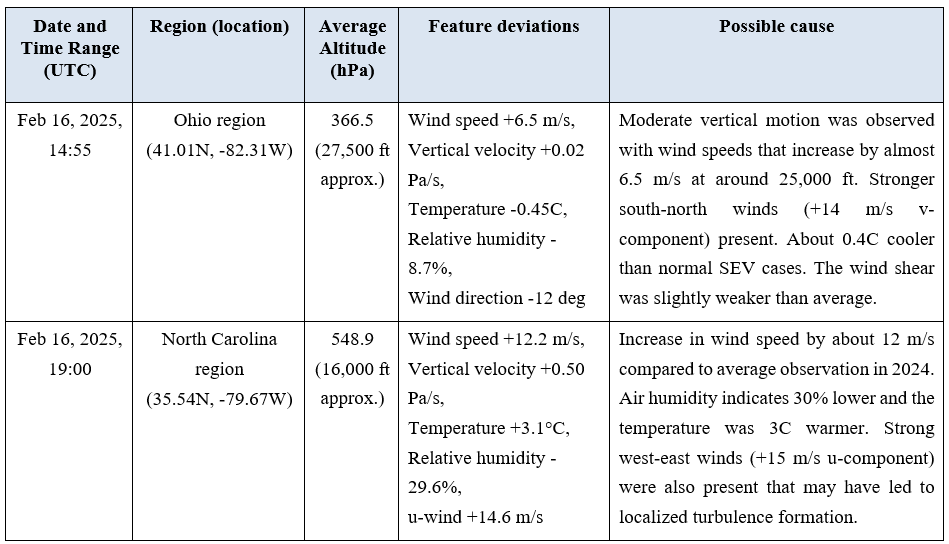 Date and
Time Range
(UTC)
Region (location)
Average
Altitude
(hPa)
Feature deviations
Possible cause
Feb 16, 2025,
14:55
Ohio region
(41.01N, -82.31W)
366.5
(27,500 ft
approx.)
Wind speed +6.5 m/s,
Vertical velocity +0.02
Pa/s,
Temperature -0.45C,
Relative humidity -
8.7%,
Wind direction -12 deg
Moderate vertical motion was observed
with wind speeds that increase by almost
6.5 m/s at around 25,000 ft. Stronger
south-north winds (+14 m/s v-
component) present. About 0.4C cooler
than normal SEV cases. The wind shear
was slightly weaker than average.
Feb 16, 2025,
19:00
North Carolina
region
(35.54N, -79.67W)
548.9
(16,000 ft
approx.)
Wind speed +12.2 m/s,
Vertical velocity +0.50
Pa/s,
Temperature +3.1°C,
Relative humidity -
29.6%,
u-wind +14.6 m/s
Increase in wind speed by about 12 m/s
compared to average observation in 2024.
Air humidity indicates 30% lower and the
temperature was 3C warmer. Strong
west-east winds (+15 m/s u-component)
were also present that may have led to
localized turbulence formation.